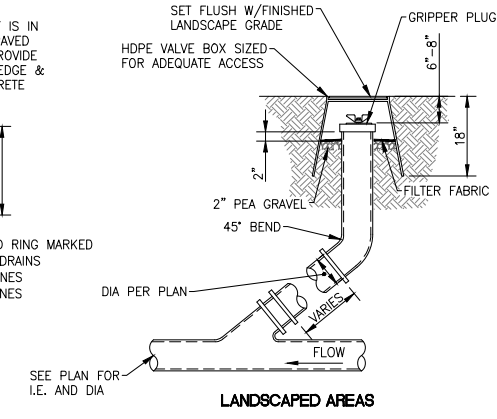 T IS IN
AVED
ROVIDE
EDGE &
RETE
SET FLUSH W/FINISHED
LANDSCAPE GRADE
GRIPPER PLUG
HDPE VALVE BOX SIZED
FOR ADEQUATE ACCESS
6"-8"
18"
2"
FILTER FABRIC
2" PEA GRAVEL
45° BEND
RING MARKED
DRAINS
NES
NES
DIA PER PLAN
VARIES
FLOW
SEE PLAN FOR
I.E. AND DIA
LANDSCAPED AREAS